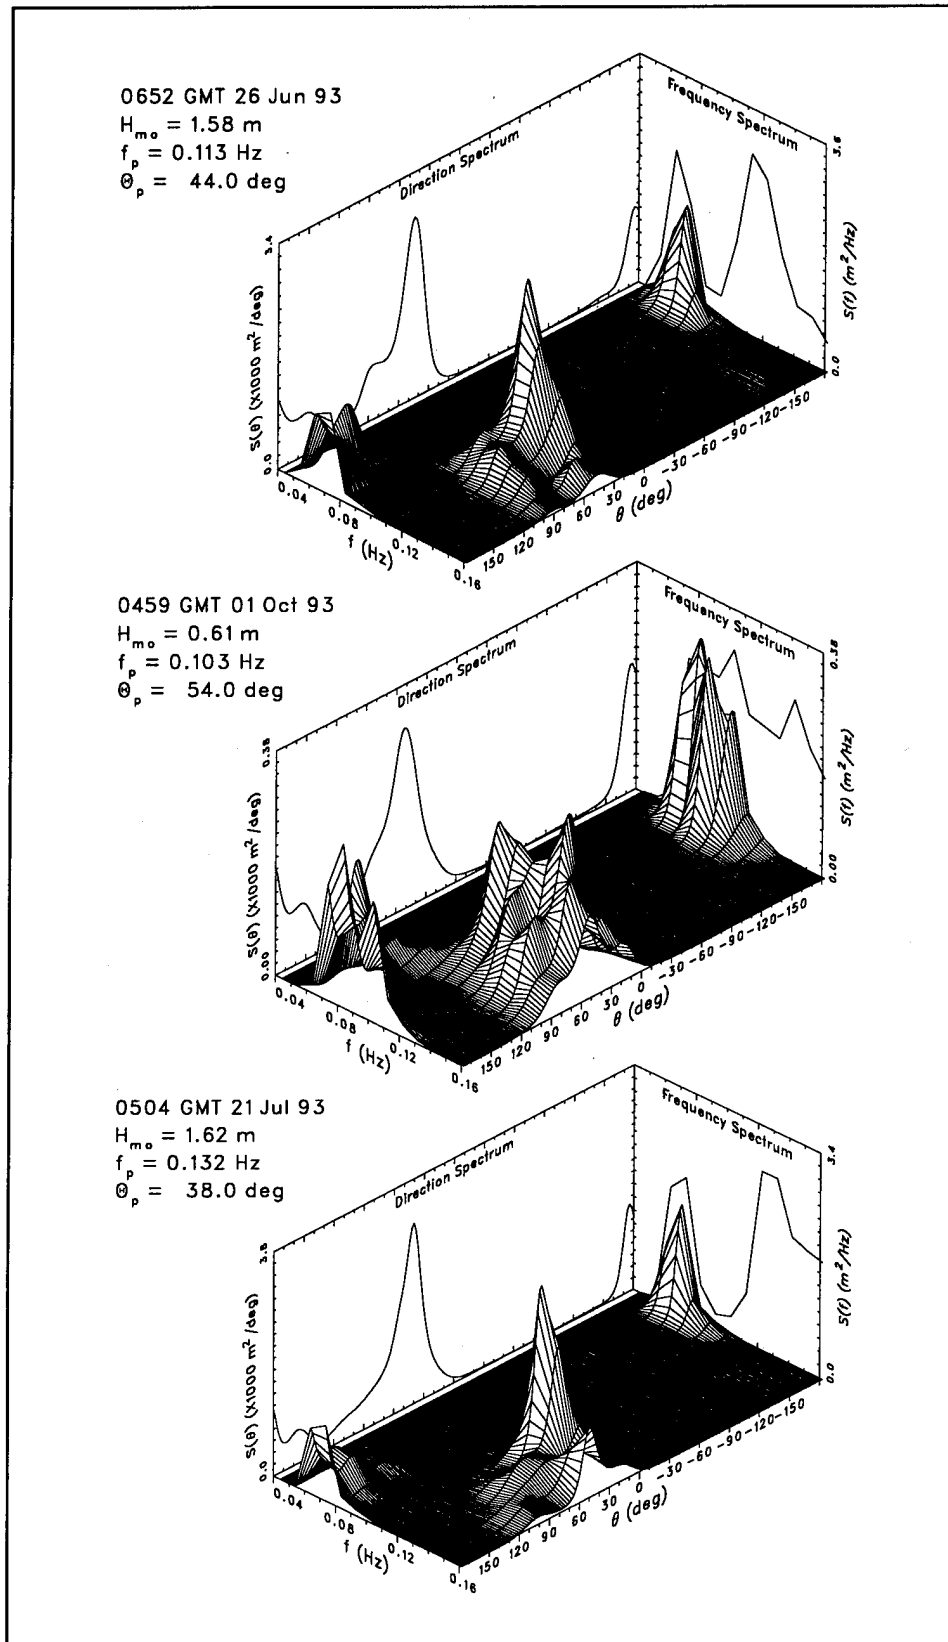 0652 GMT 26 Jun 93
H_mo = 1.58 m
f_p = 0.113 Hz
Θ_p = 44.0 deg
Direction Spectrum
Frequency Spectrum
3.4
0.0
S(θ) (X1000 m²/deg)
3.6
0.0
S(f) (m²/Hz)
0.04
0.08
0.12
0.16
f (Hz)
150 120 90 60 30 0 -30 -60 -90 -120 -150
θ (deg)
0459 GMT 01 Oct 93
H_mo = 0.61 m
f_p = 0.103 Hz
Θ_p = 54.0 deg
Direction Spectrum
Frequency Spectrum
0.38
0.00
S(θ) (X1000 m²/deg)
0.38
0.00
S(f) (m²/Hz)
0.04
0.08
0.12
0.16
f (Hz)
150 120 90 60 30 0 -30 -60 -90 -120 -150
θ (deg)
0504 GMT 21 Jul 93
H_mo = 1.62 m
f_p = 0.132 Hz
Θ_p = 38.0 deg
Direction Spectrum
Frequency Spectrum
3.8
0.0
S(θ) (X1000 m²/deg)
3.4
0.0
S(f) (m²/Hz)
0.04
0.08
0.12
0.16
f (Hz)
150 120 90 60 30 0 -30 -60 -90 -120 -150
θ (deg)